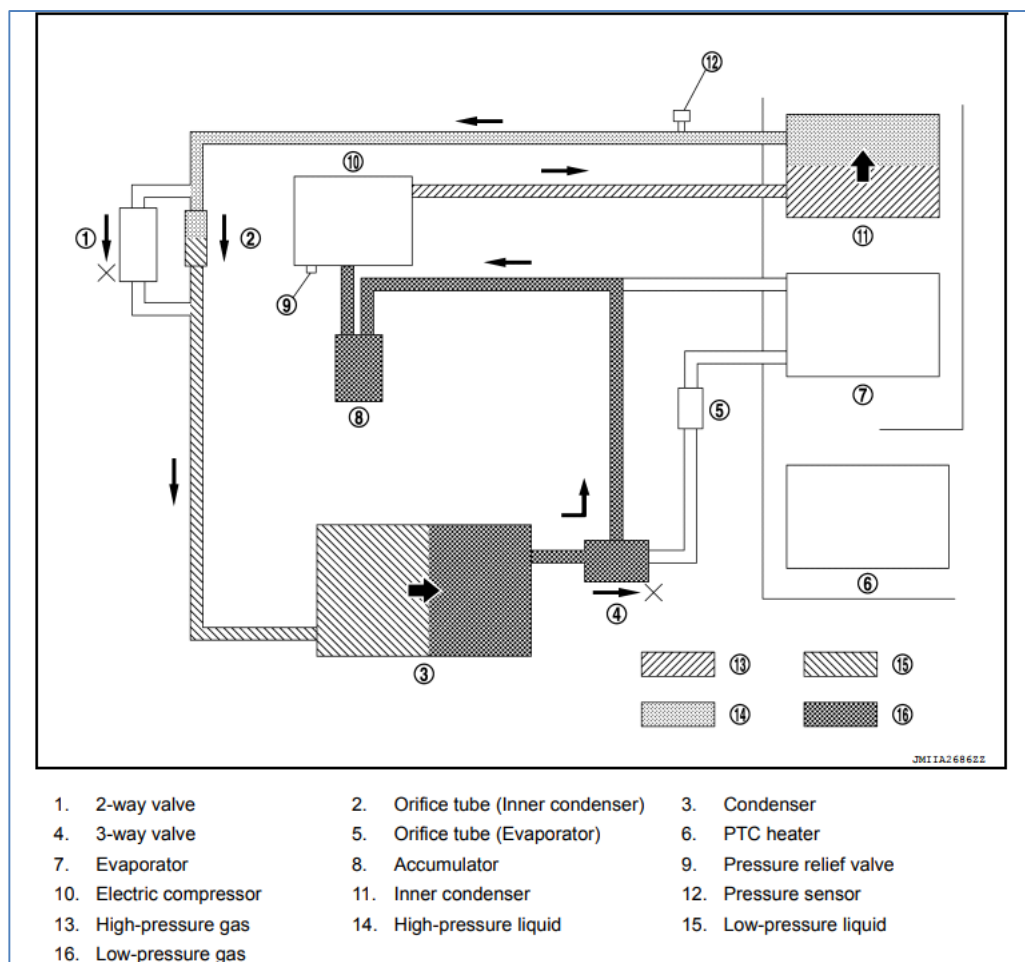 ⑫
⑩
①
②
⑪
⑨
⑤
⑦
⑧
④
⑥
③
⑬ ⑮
⑭ ⑯
JMIIA2686ZZ
1. 2-way valve 2. Orifice tube (Inner condenser) 3. Condenser
4. 3-way valve 5. Orifice tube (Evaporator) 6. PTC heater
7. Evaporator 8. Accumulator 9. Pressure relief valve
10. Electric compressor 11. Inner condenser 12. Pressure sensor
13. High-pressure gas 14. High-pressure liquid 15. Low-pressure liquid
16. Low-pressure gas